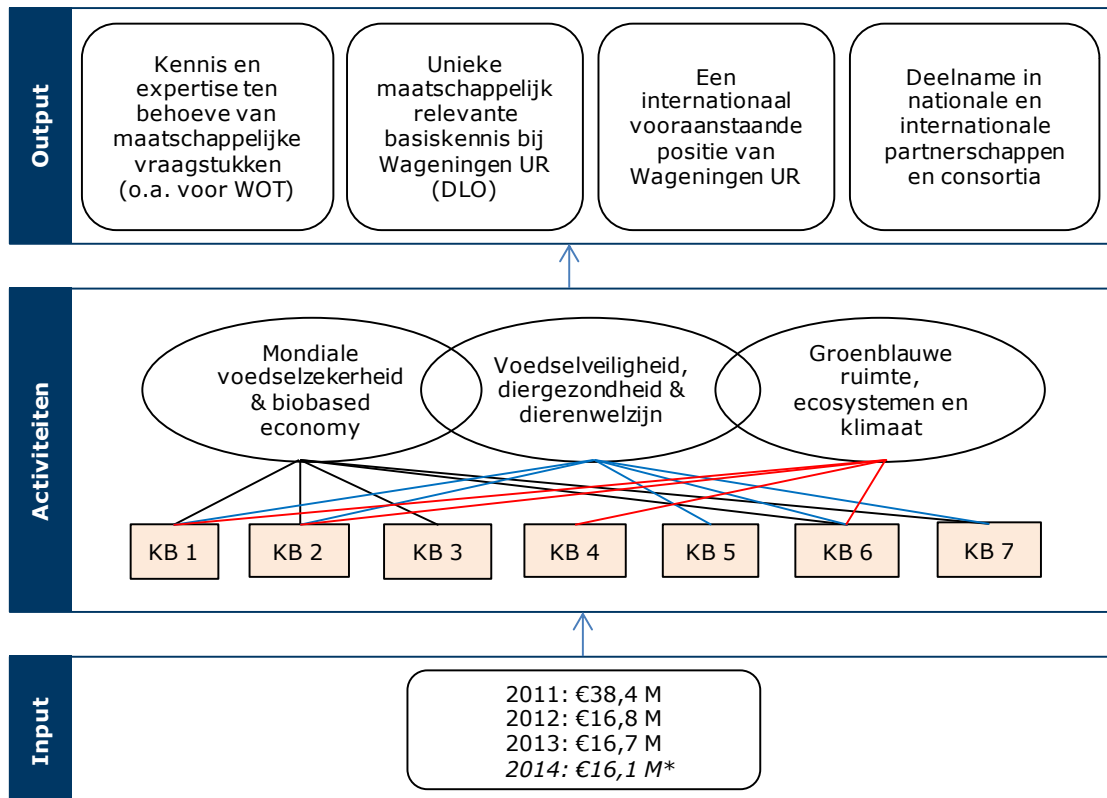 Output
Kennis en
expertise ten
behoeve van
maatschappelijke
vraagstukken
(o.a. voor WOT)
Unieke
maatschappelijk
relevante
basiskennis bij
Wageningen UR
(DLO)
Een
internationaal
vooraanstaande
positie van
Wageningen UR
Deelname in
nationale en
internationale
partnerschappen
en consortia
Activiteiten
Mondiale
voedselzekerheid
& biobased
economy
Voedselveiligheid,
diergezondheid &
dierenwelzijn
Groenblauwe
ruimte,
ecosystemen en
klimaat
KB 1
KB 2
KB 3
KB 4
KB 5
KB 6
KB 7
Input
2011: €38,4 M
2012: €16,8 M
2013: €16,7 M
2014: €16,1 M*